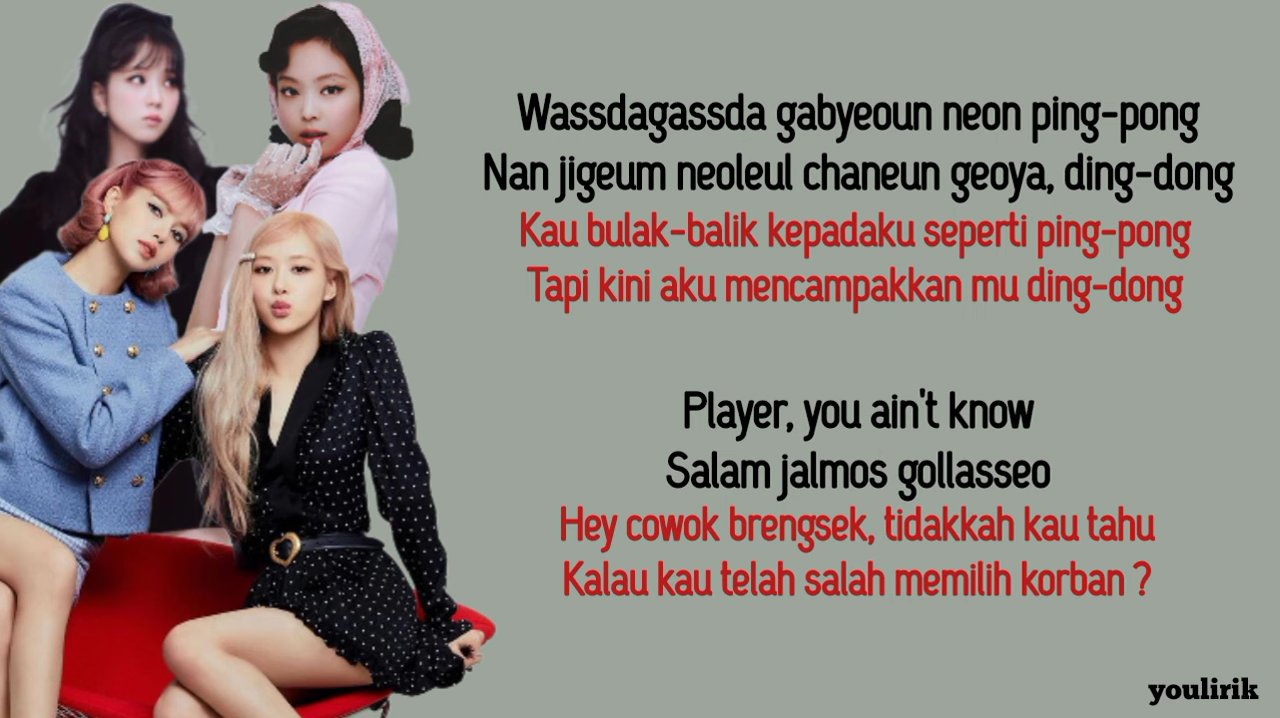 Wassdagassda gabyeoun neon ping-pong
Nan jigeum neoleul chaneun geoya, ding-dong
Kau bulak-balik kepadaku seperti ping-pong
Tapi kini aku mencampakkan mu ding-dong
Player, you ain't know
Salam jalmos gollasseo
Hey cowok brengsek, tidakkah kau tahu
Kalau kau telah salah memilih korban ?
youlirik